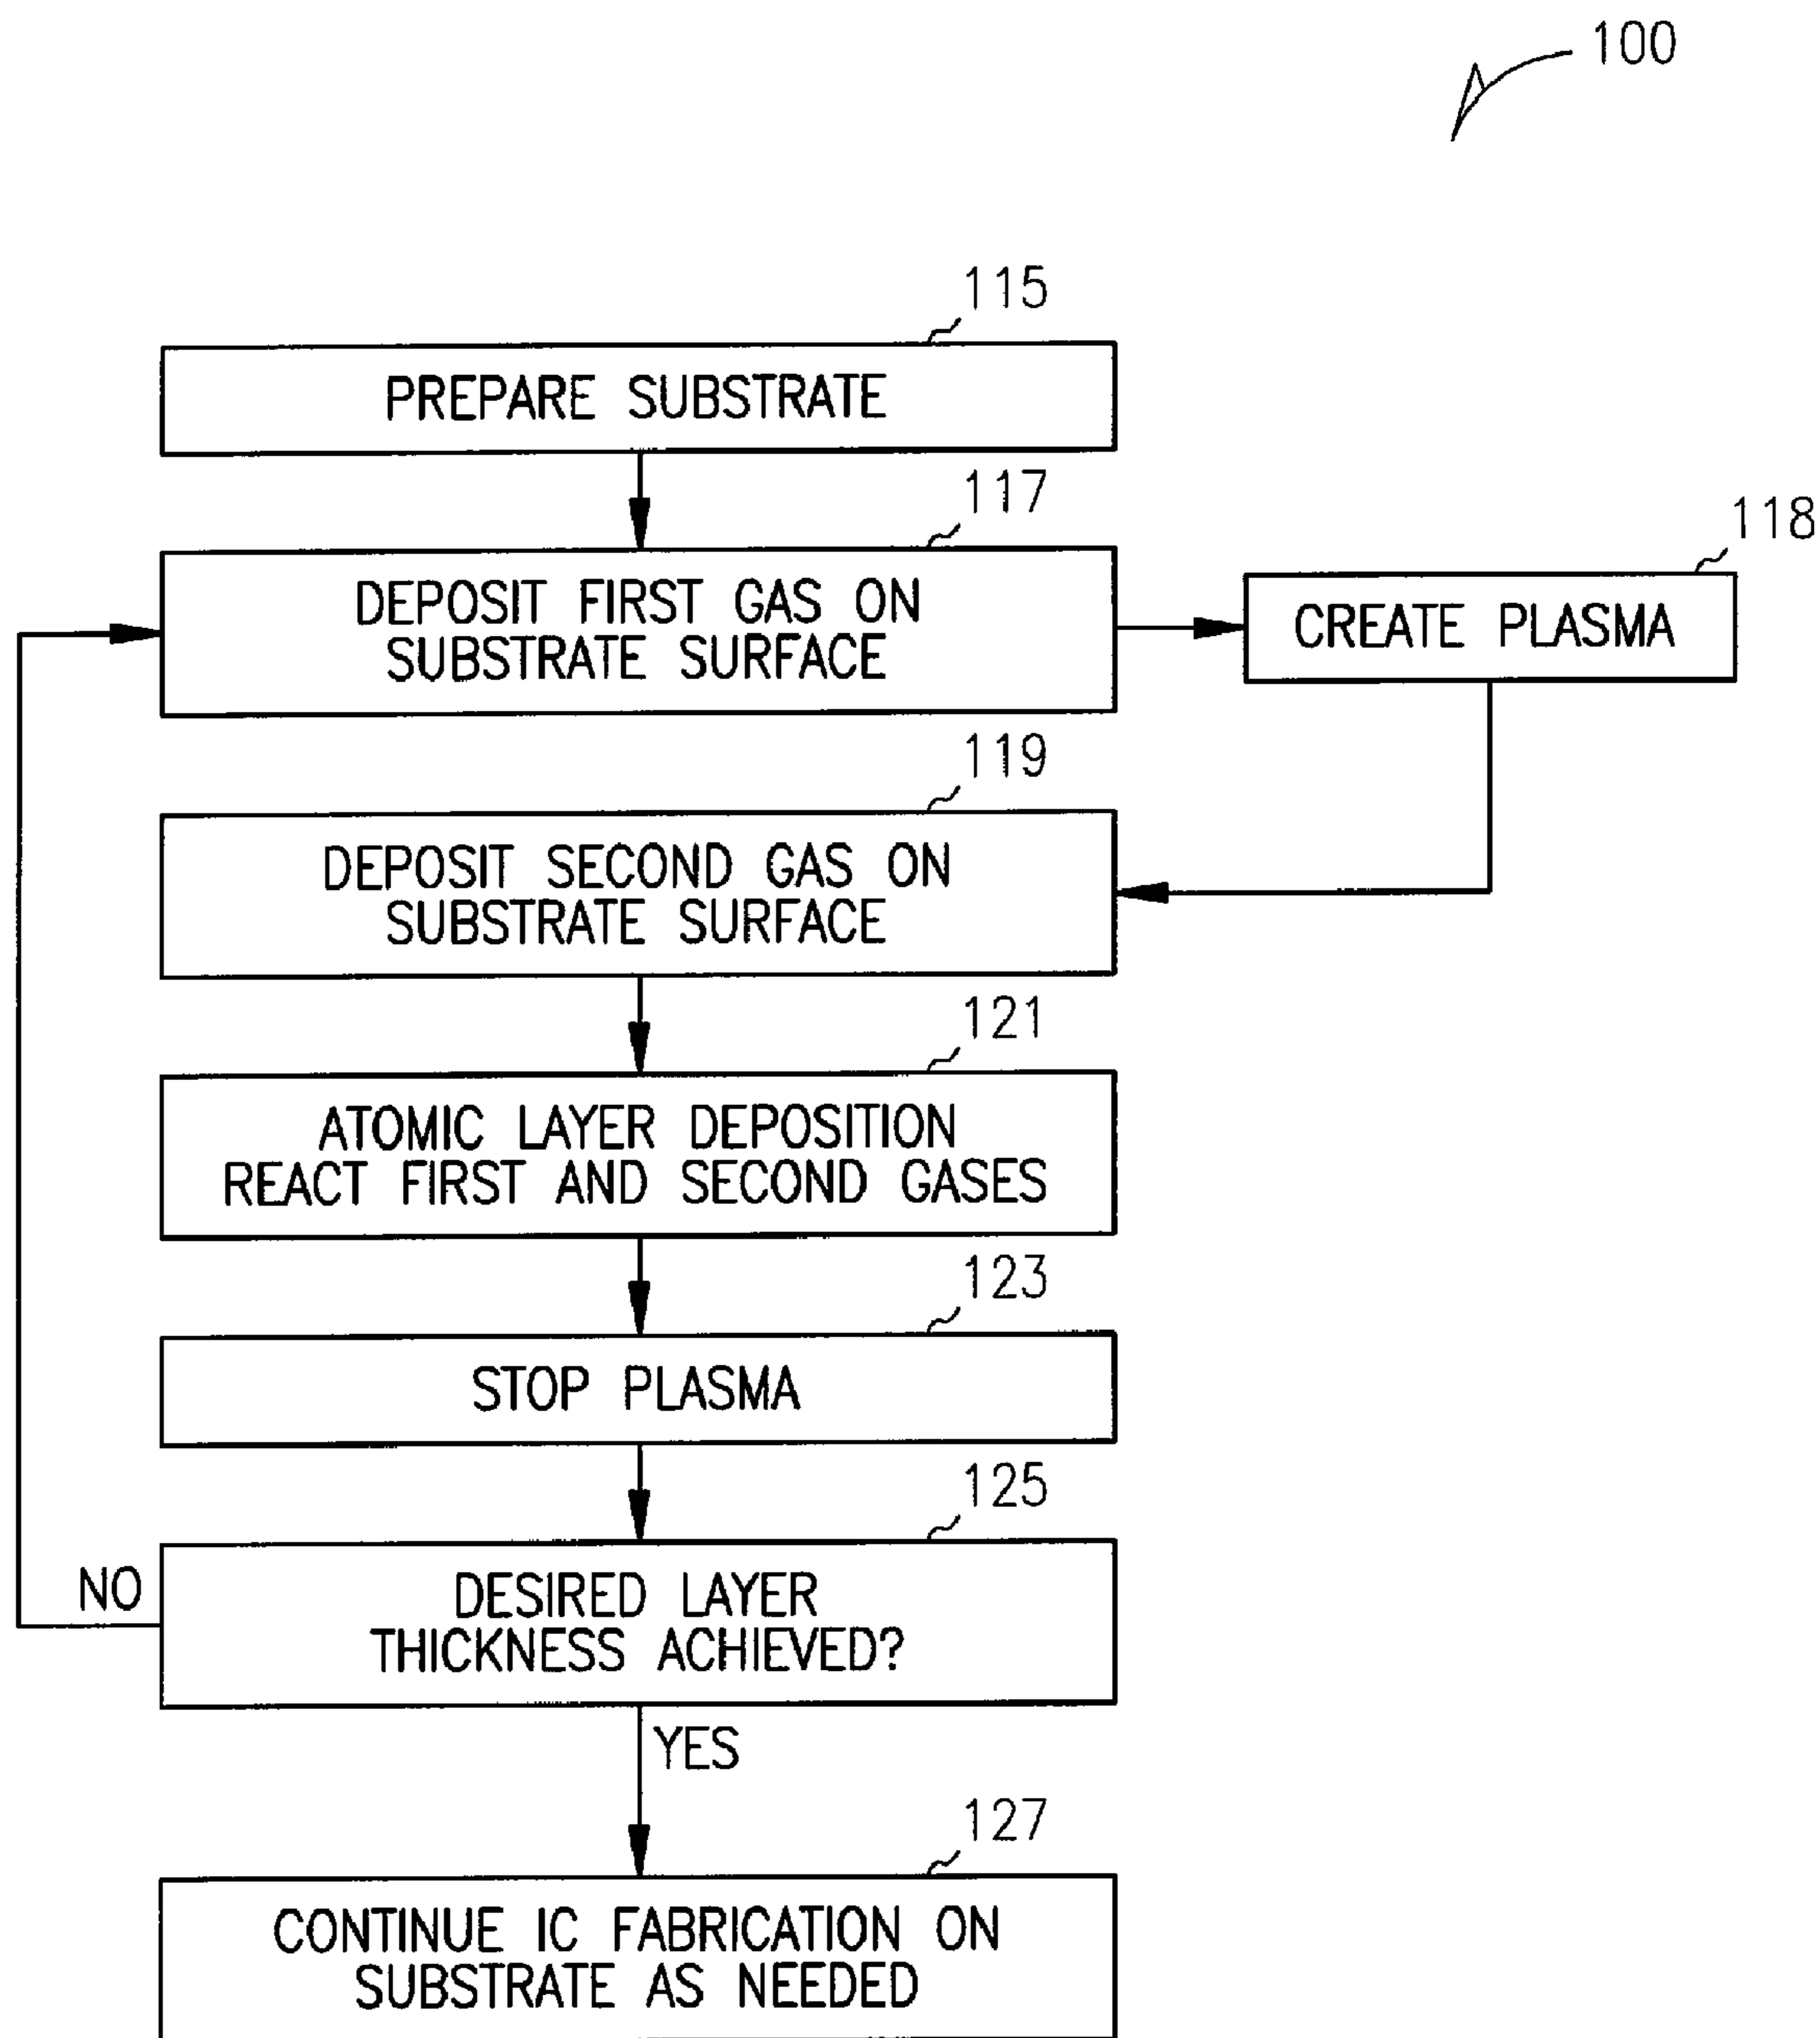 100
115
PREPARE SUBSTRATE
117
DEPOSIT FIRST GAS ON
SUBSTRATE SURFACE
118
CREATE PLASMA
119
DEPOSIT SECOND GAS ON
SUBSTRATE SURFACE
121
ATOMIC LAYER DEPOSITION
REACT FIRST AND SECOND GASES
123
STOP PLASMA
125
NO
DESIRED LAYER
THICKNESS ACHIEVED?
YES
127
CONTINUE IC FABRICATION ON
SUBSTRATE AS NEEDED